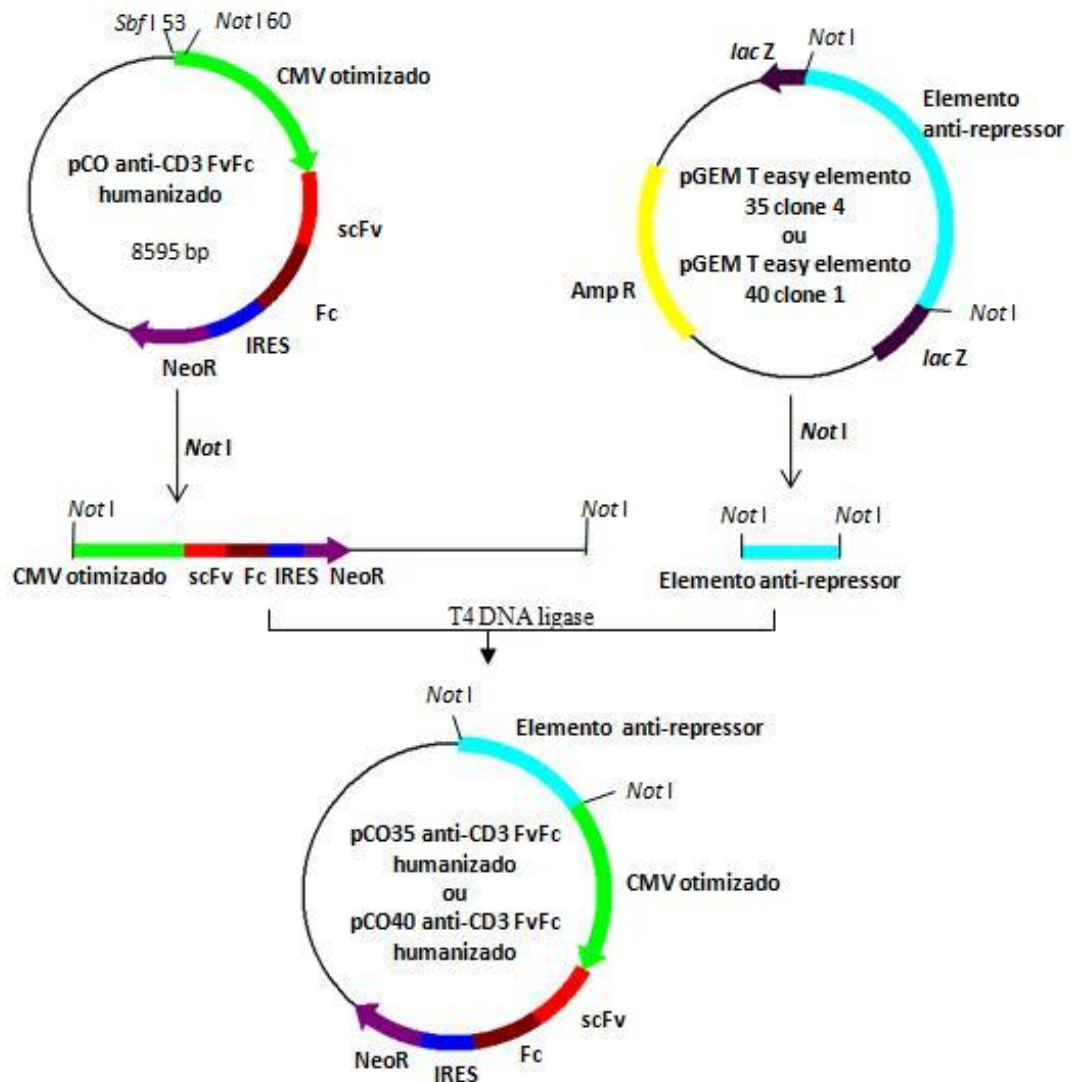 Sbf I 53
Not I 60
CMV otimizado
pCO anti-CD3 FvFc
humanizado
8595 bp
scFv
Fc
IRES
NeoR
Not I
lac Z
Not I
Elemento
anti-repressor
pGEM T easy elemento
35 clone 4
ou
pGEM T easy elemento
40 clone 1
Amp R
Not I
lac Z
Not I
Not I
Not I
CMV otimizado scFv Fc IRES NeoR
Not I
Not I
Elemento anti-repressor
T4 DNA ligase
Not I
Elemento anti-repressor
Not I
pCO35 anti-CD3 FvFc
humanizado
ou
pCO40 anti-CD3 FvFc
humanizado
CMV otimizado
scFv
Fc
IRES
NeoR